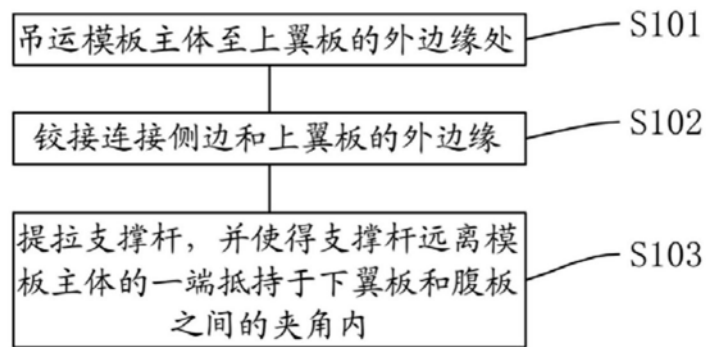 吊运模板主体至上翼板的外边缘处
S101
铰接连接侧边和上翼板的外边缘
S102
提拉支撑杆，并使得支撑杆远离模
板主体的一端抵持于下翼板和腹板
之间的夹角内
S103